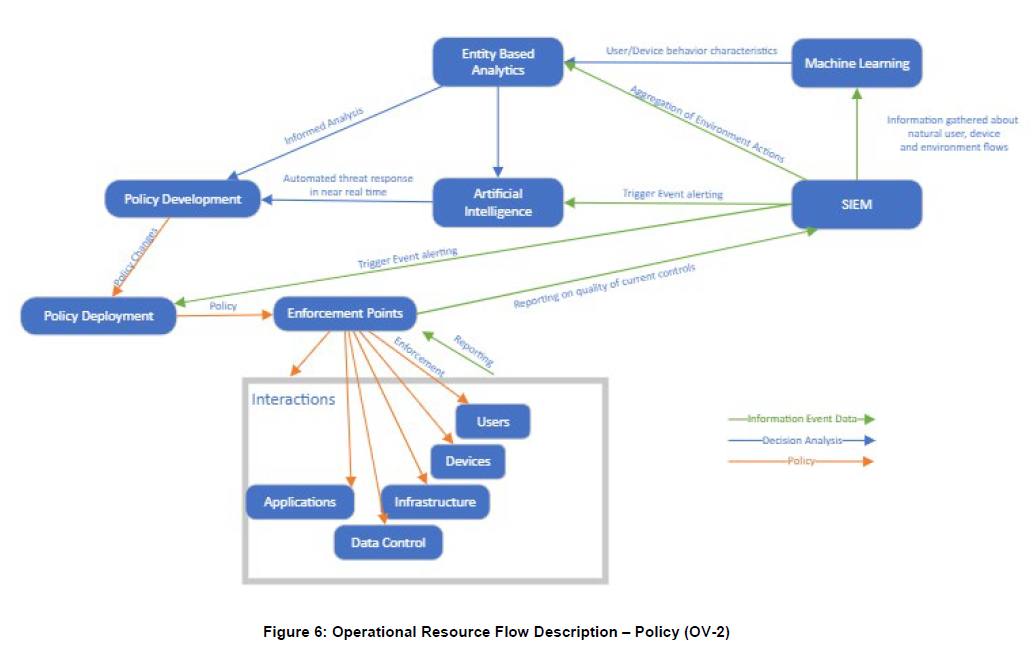 Entity Based
Analytics
User/Device behavior characteristics
Machine Learning
Aggregation of Environment Actions
Information gathered about
natural user, device
and environment flows
Informed Analysis
Policy Development
Automated threat response
in near real time
Artificial
Intelligence
Trigger Event alerting
SIEM
Policy Changes
Trigger Event alerting
Reporting on quality of current controls
Policy Deployment
Policy
Enforcement Points
Enforcement
Reporting
Interactions
Users
Devices
Applications
Infrastructure
Data Control
Information Event Data
Decision Analysis
Policy
Figure 6: Operational Resource Flow Description – Policy (OV-2)